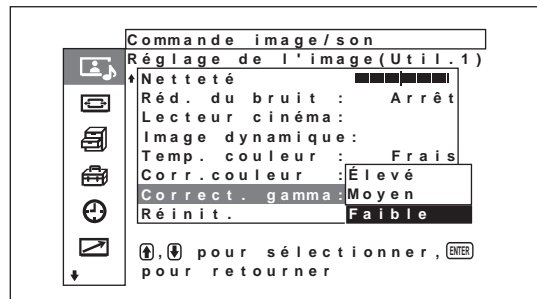 Commande image/son
Réglage de l'image(Util.1)
Netteté
Réd. du bruit : Arrêt
Lecteur cinéma:
Image dynamique:
Temp. couleur : Frais
Corr.couleur :Élevé
Correct. gamma:Moyen
Réinit. Faible
, pour sélectionner, ENTER
pour retourner